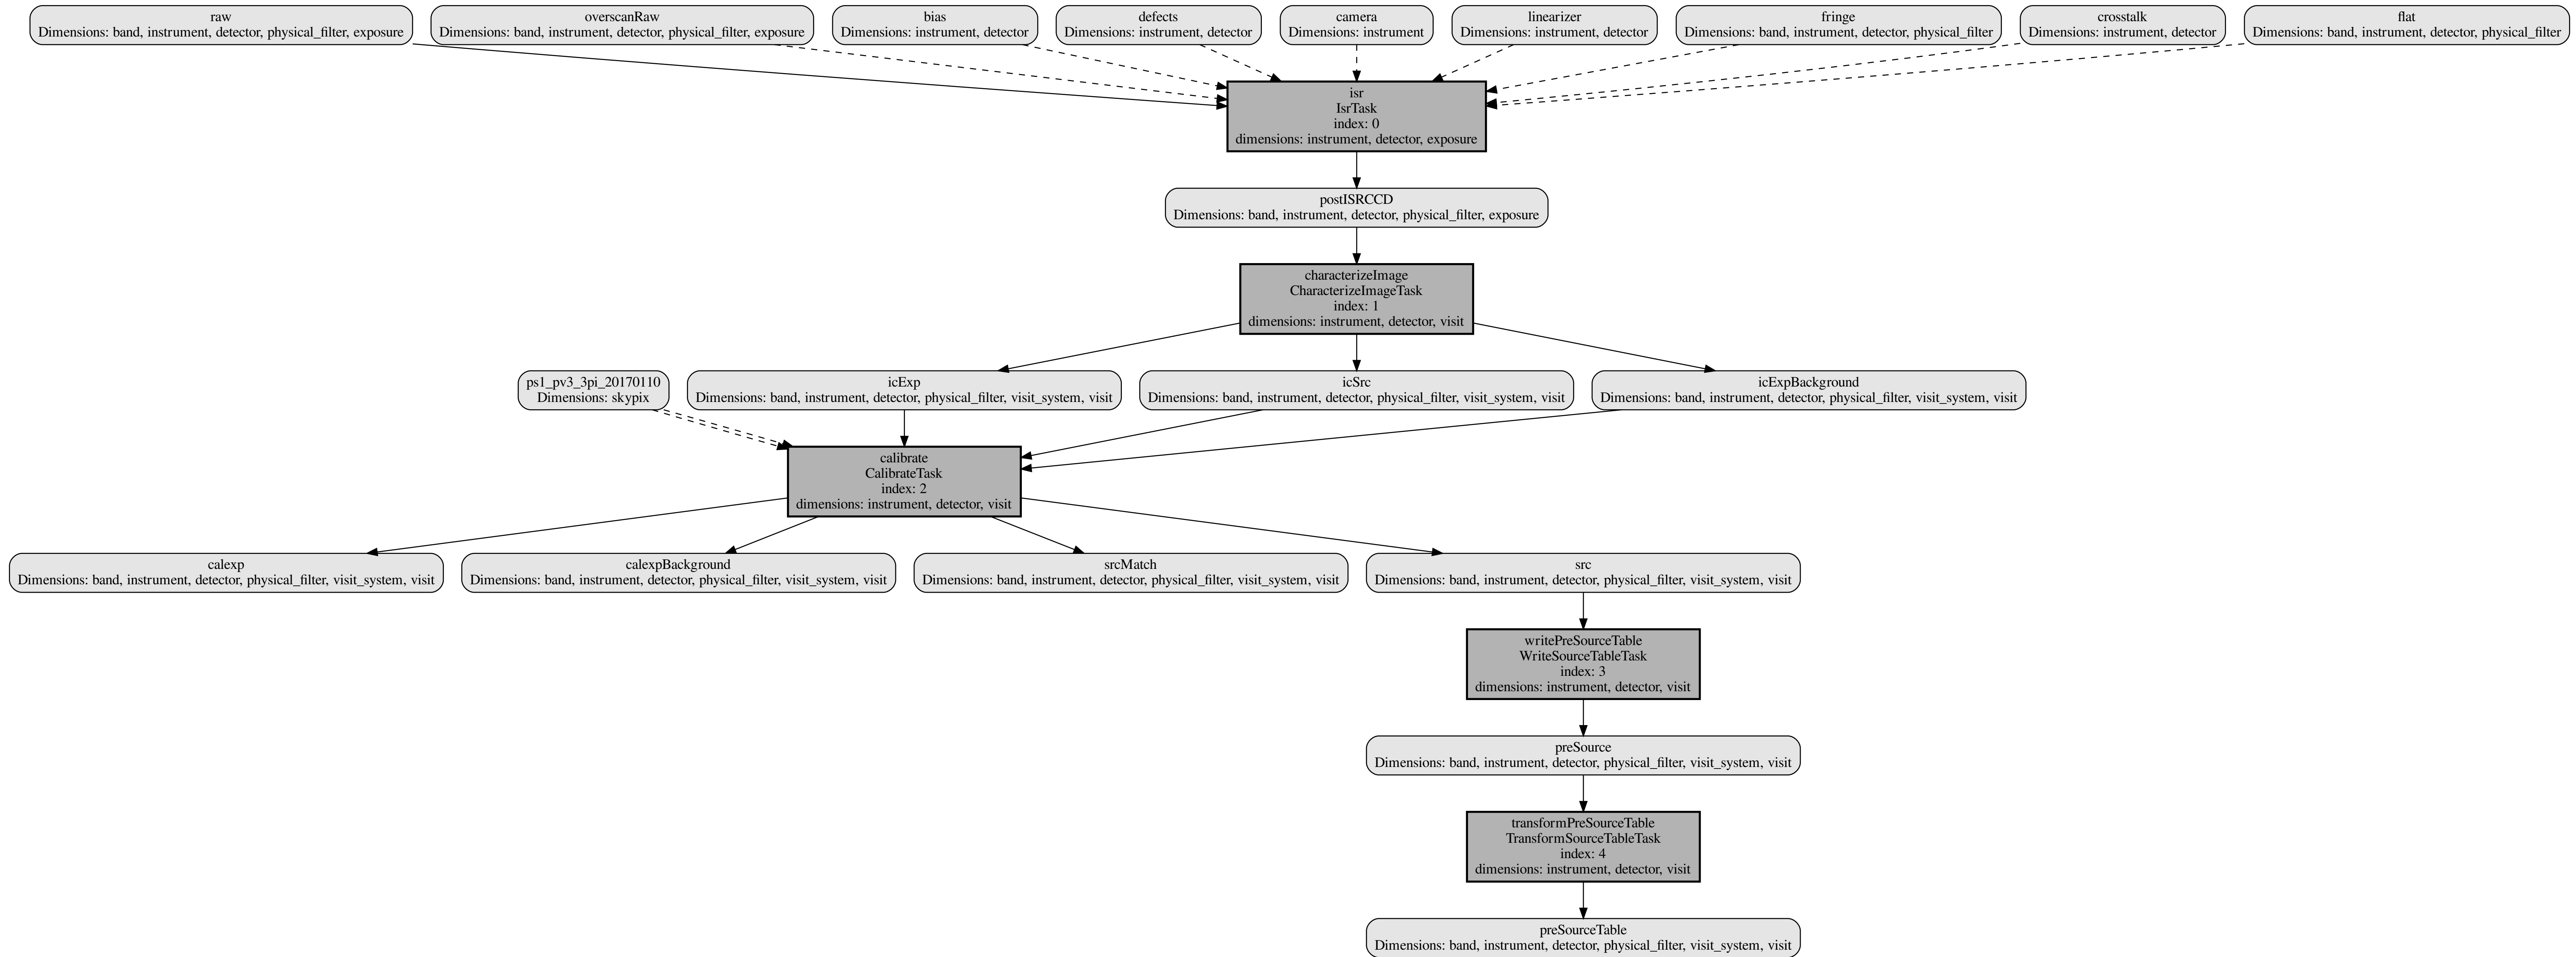 raw
Dimensions: band, instrument, detector, physical_filter, exposure
overscanRaw
Dimensions: band, instrument, detector, physical_filter, exposure
bias
Dimensions: instrument, detector
defects
Dimensions: instrument, detector
camera
Dimensions: instrument
linearizer
Dimensions: instrument, detector
fringe
Dimensions: band, instrument, detector, physical_filter
crosstalk
Dimensions: instrument, detector
flat
Dimensions: band, instrument, detector, physical_filter
isr
IsrTask
index: 0
dimensions: instrument, detector, exposure
postISRCCD
Dimensions: band, instrument, detector, physical_filter, exposure
characterizeImage
CharacterizeImageTask
index: 1
dimensions: instrument, detector, visit
ps1_pv3_3pi_20170110
Dimensions: skypix
icExp
Dimensions: band, instrument, detector, physical_filter, visit_system, visit
icSrc
Dimensions: band, instrument, detector, physical_filter, visit_system, visit
icExpBackground
Dimensions: band, instrument, detector, physical_filter, visit_system, visit
calibrate
CalibrateTask
index: 2
dimensions: instrument, detector, visit
calexp
Dimensions: band, instrument, detector, physical_filter, visit_system, visit
calexpBackground
Dimensions: band, instrument, detector, physical_filter, visit_system, visit
srcMatch
Dimensions: band, instrument, detector, physical_filter, visit_system, visit
src
Dimensions: band, instrument, detector, physical_filter, visit_system, visit
writePreSourceTable
WriteSourceTableTask
index: 3
dimensions: instrument, detector, visit
preSource
Dimensions: band, instrument, detector, physical_filter, visit_system, visit
transformPreSourceTable
TransformSourceTableTask
index: 4
dimensions: instrument, detector, visit
preSourceTable
Dimensions: band, instrument, detector, physical_filter, visit_system, visit